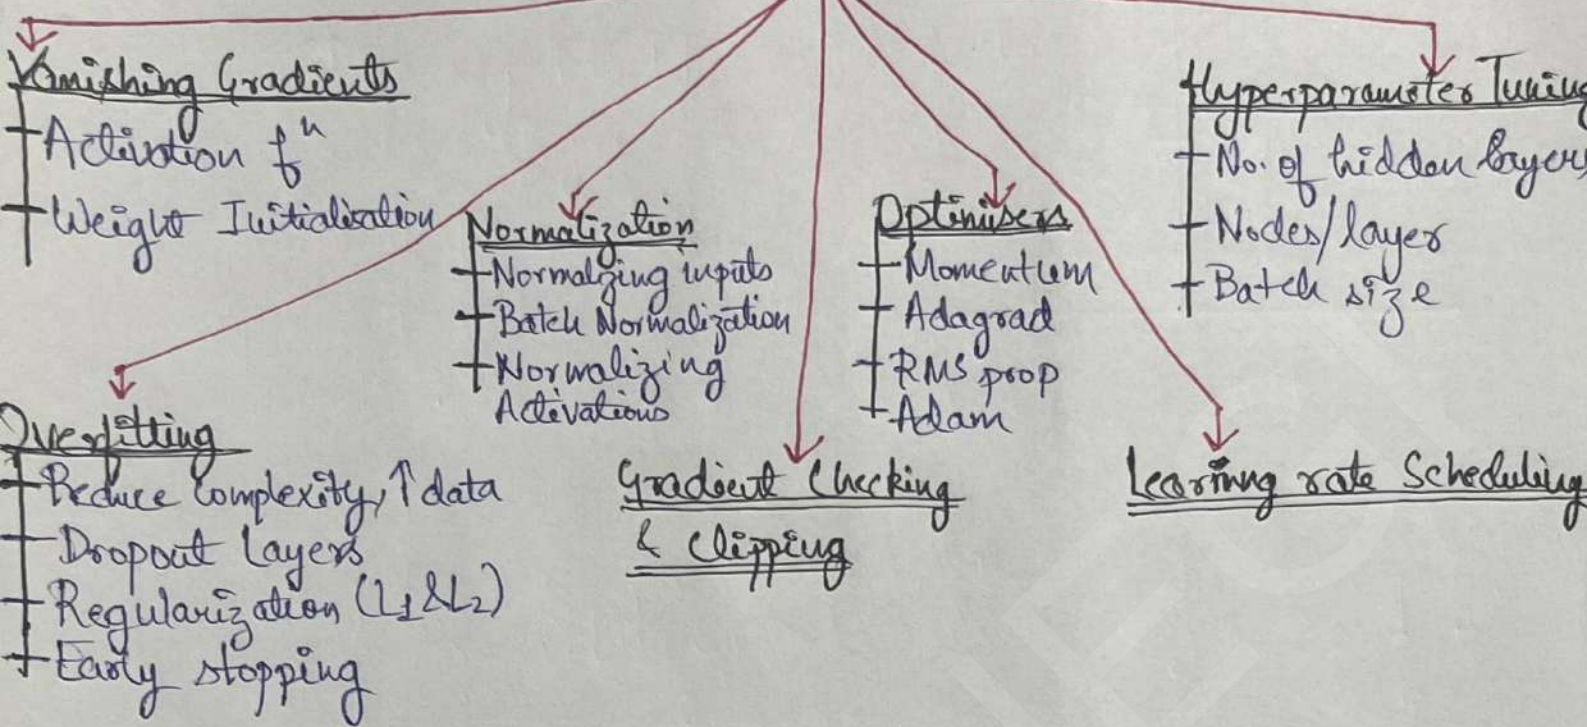 Vanishing Gradients
Activation fⁿ
Weight Initialisation
Overfitting
Reduce Complexity, ↑ data
Dropout Layers
Regularization (L1 & L2)
Early stopping
Normalization
Normalzing inputs
Batch Normalization
Normalizing
Activations
Gradient Checking
& Clipping
Optimisers
Momentum
Adagrad
RMS prop
Adam
Learning rate Scheduling
Hyperparameter Tuning
No. of hidden layers
Nodes/layer
Batch size